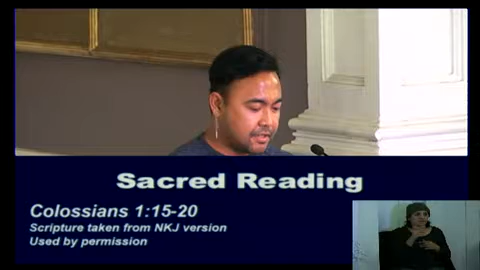 Sacred Reading
Colossians 1:15-20
Scripture taken from NKJ version
Used by permission